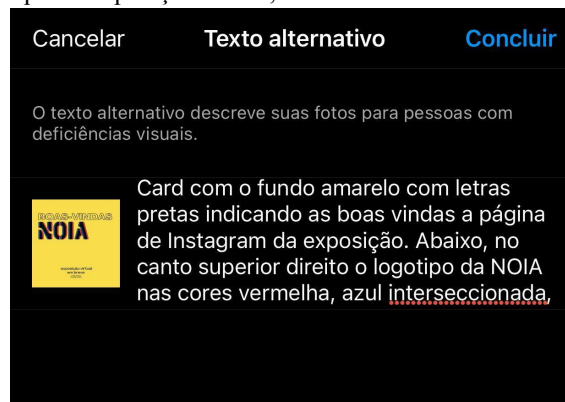 Cancelar Texto alternativo Concluir
O texto alternativo descreve suas fotos para pessoas com
deficiências visuais.
BOAS-VINDAS
NOIA
Card com o fundo amarelo com letras
pretas indicando as boas vindas a página
de Instagram da exposição. Abaixo, no
canto superior direito o logotipo da NOIA
nas cores vermelha, azul interseccionada,